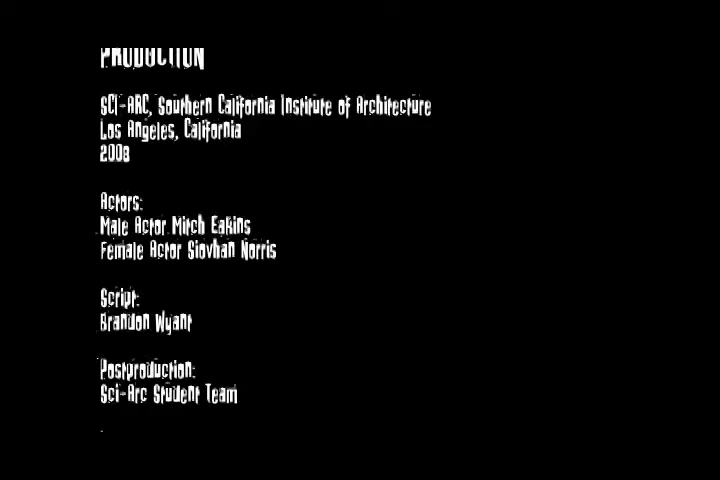 PRODUCTION
SCI-ARC, Southern California Institute of Architecture
Los Angeles, California
2008
Actors:
Male Actor Mitch Eakins
Female Actor Siovhan Norris
Script:
Brandon Wyant
Postproduction:
Sci-Arc Student Team